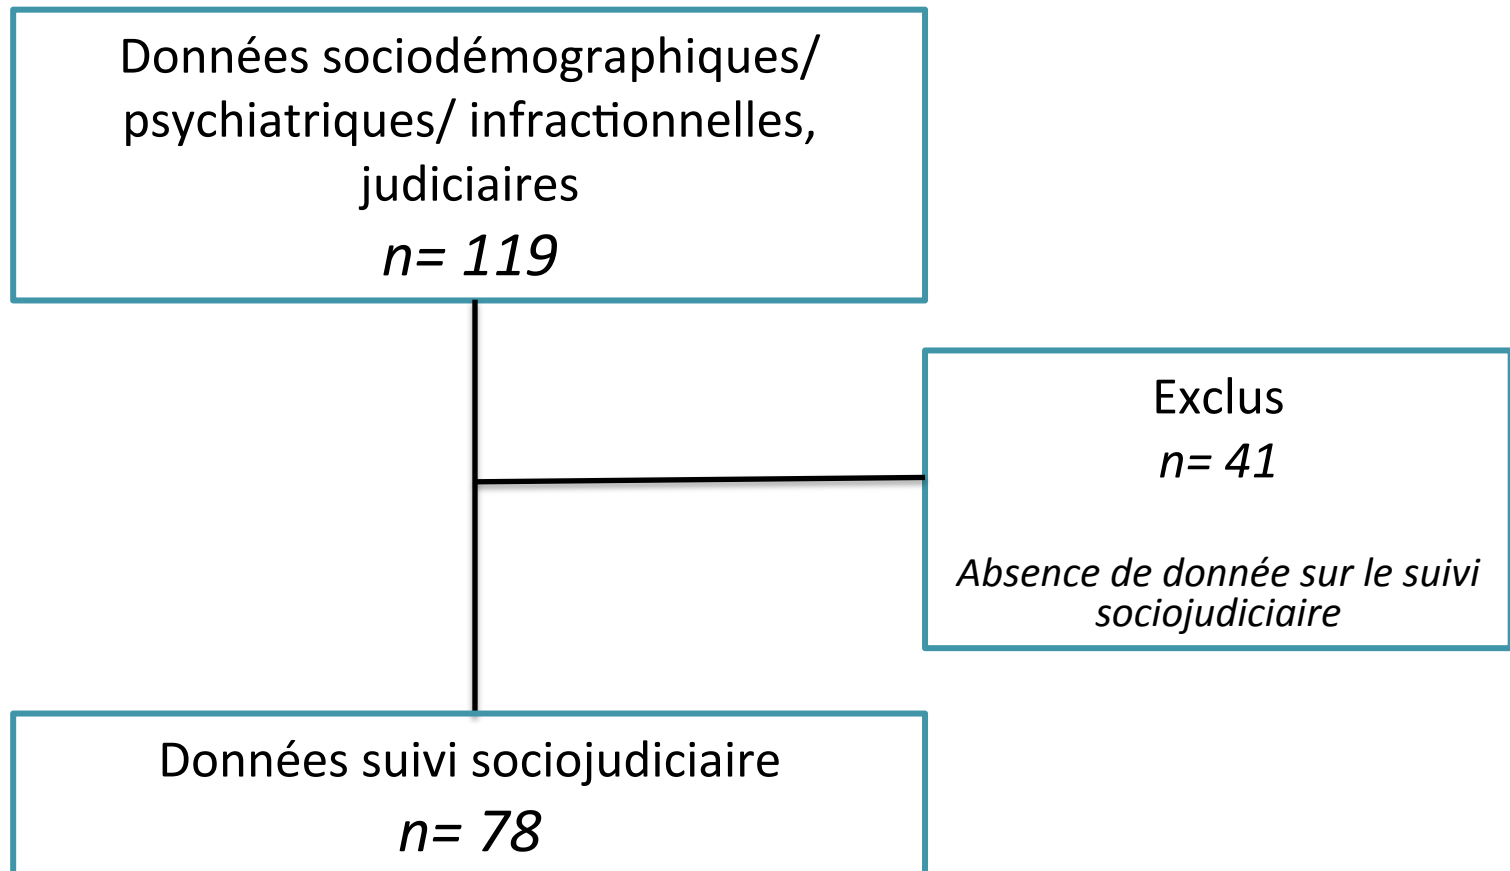 Données sociodémographiques/
psychiatriques/ infractionnelles,
judiciaires
n= 119
Exclus
n= 41
Absence de donnée sur le suivi
sociojudiciaire
Données suivi sociojudiciaire
n= 78